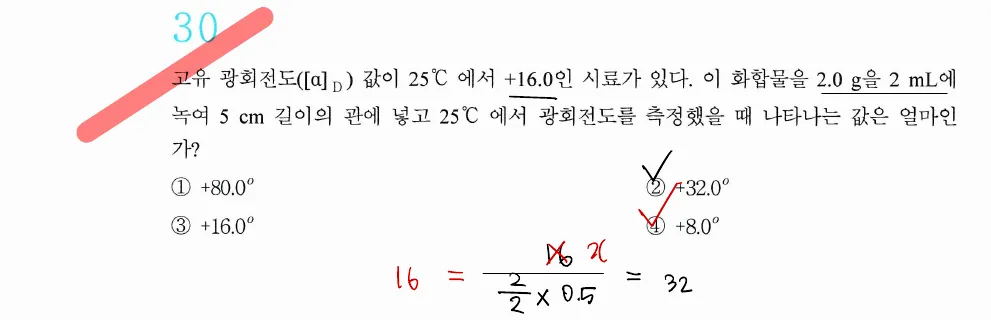 30
고유 광회전도([α]D) 값이 25℃ 에서 +16.0인 시료가 있다. 이 화합물을 2.0 g을 2 mL에
녹여 5 cm 길이의 관에 넣고 25℃ 에서 광회전도를 측정했을 때 나타나는 값은 얼마인
가?
① +80.0° ② +32.0°
③ +16.0° ④ +8.0°
16 = 16 x / (2/2 × 0.5) = 32